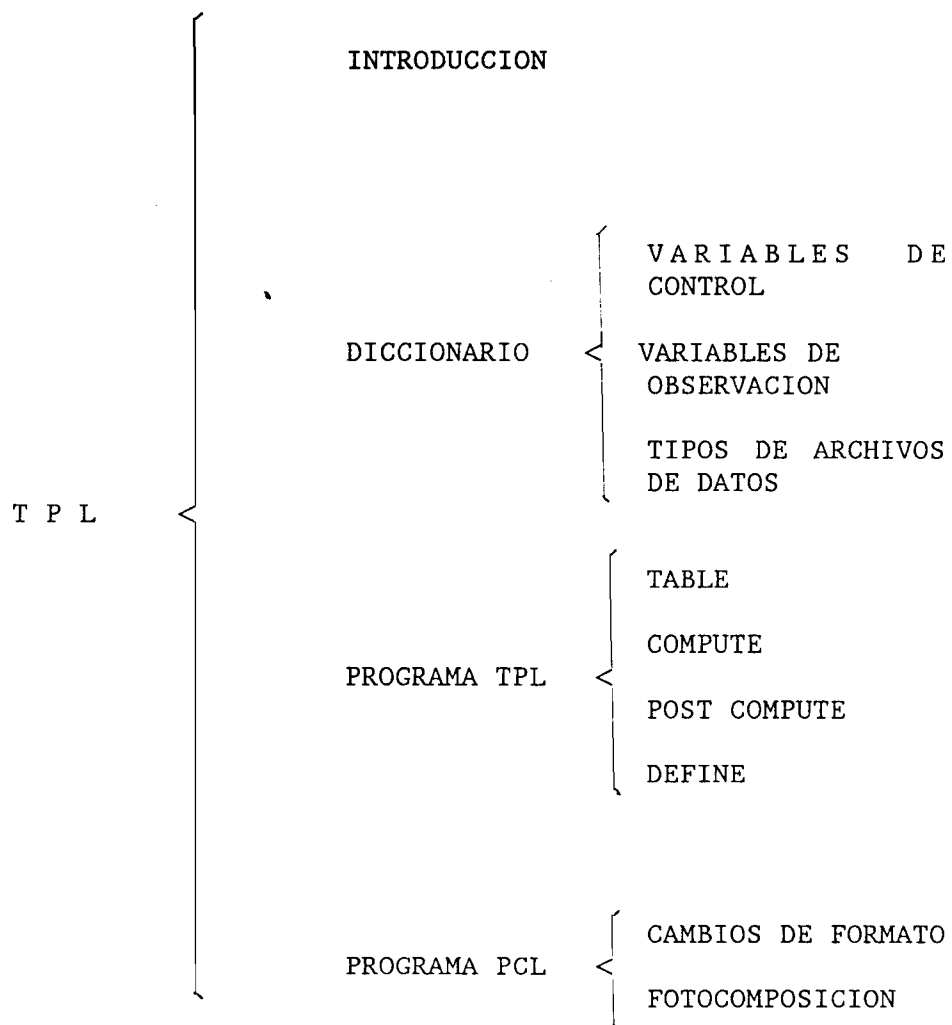 INTRODUCCION
VARIABLES DE
CONTROL
DICCIONARIO
VARIABLES DE
OBSERVACION
TIPOS DE ARCHIVOS
DE DATOS
T P L
TABLE
COMPUTE
PROGRAMA TPL
POST COMPUTE
DEFINE
CAMBIOS DE FORMATO
PROGRAMA PCL
FOTOCOMPOSICION